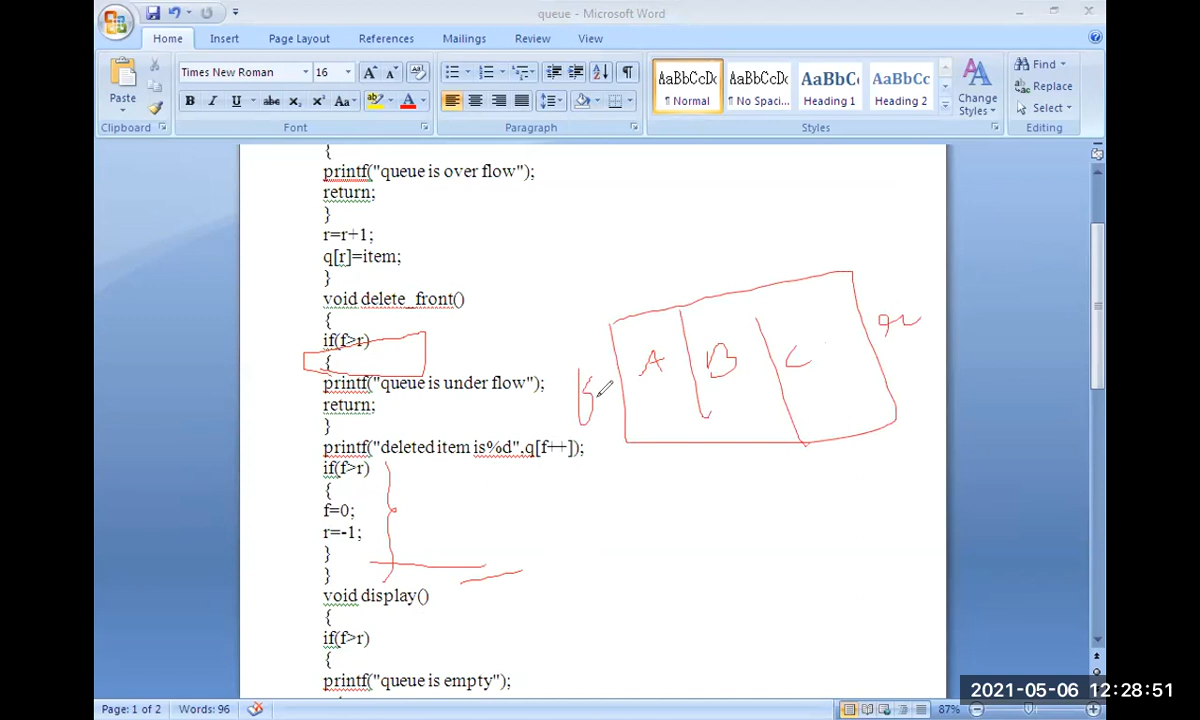 queue - Microsoft Word
Home Insert Page Layout References Mailings Review View
Paste
Times New Roman 16
AaBbCcDc AaBbCcDc AaBbC AaBbCc
¶ Normal ¶ No Spaci... Heading 1 Heading 2
Change Styles
Find
Replace
Select
Clipboard Font Paragraph Styles Editing
{
printf("queue is over flow");
return;
}
r=r+1;
q[r]=item;
}
void delete_front()
{
if(f>r)
{
printf("queue is under flow");
return;
}
printf("deleted item is%d",q[f++]);
if(f>r)
{
f=0;
r=-1;
}
}
void display()
{
if(f>r)
{
printf("queue is empty");
A B C
Page: 1 of 2 Words: 96 87%
2021-05-06 12:28:51